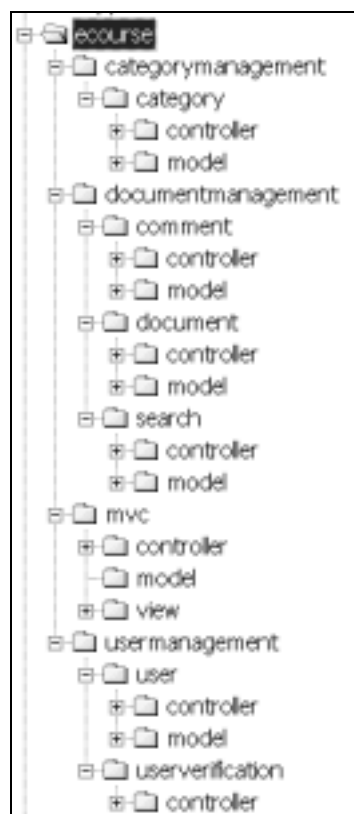 ecourse
categorymanagement
category
controller
model
documentmanagement
comment
controller
model
document
controller
model
search
controller
model
mvc
controller
model
view
usermanagement
user
controller
model
userverification
controller